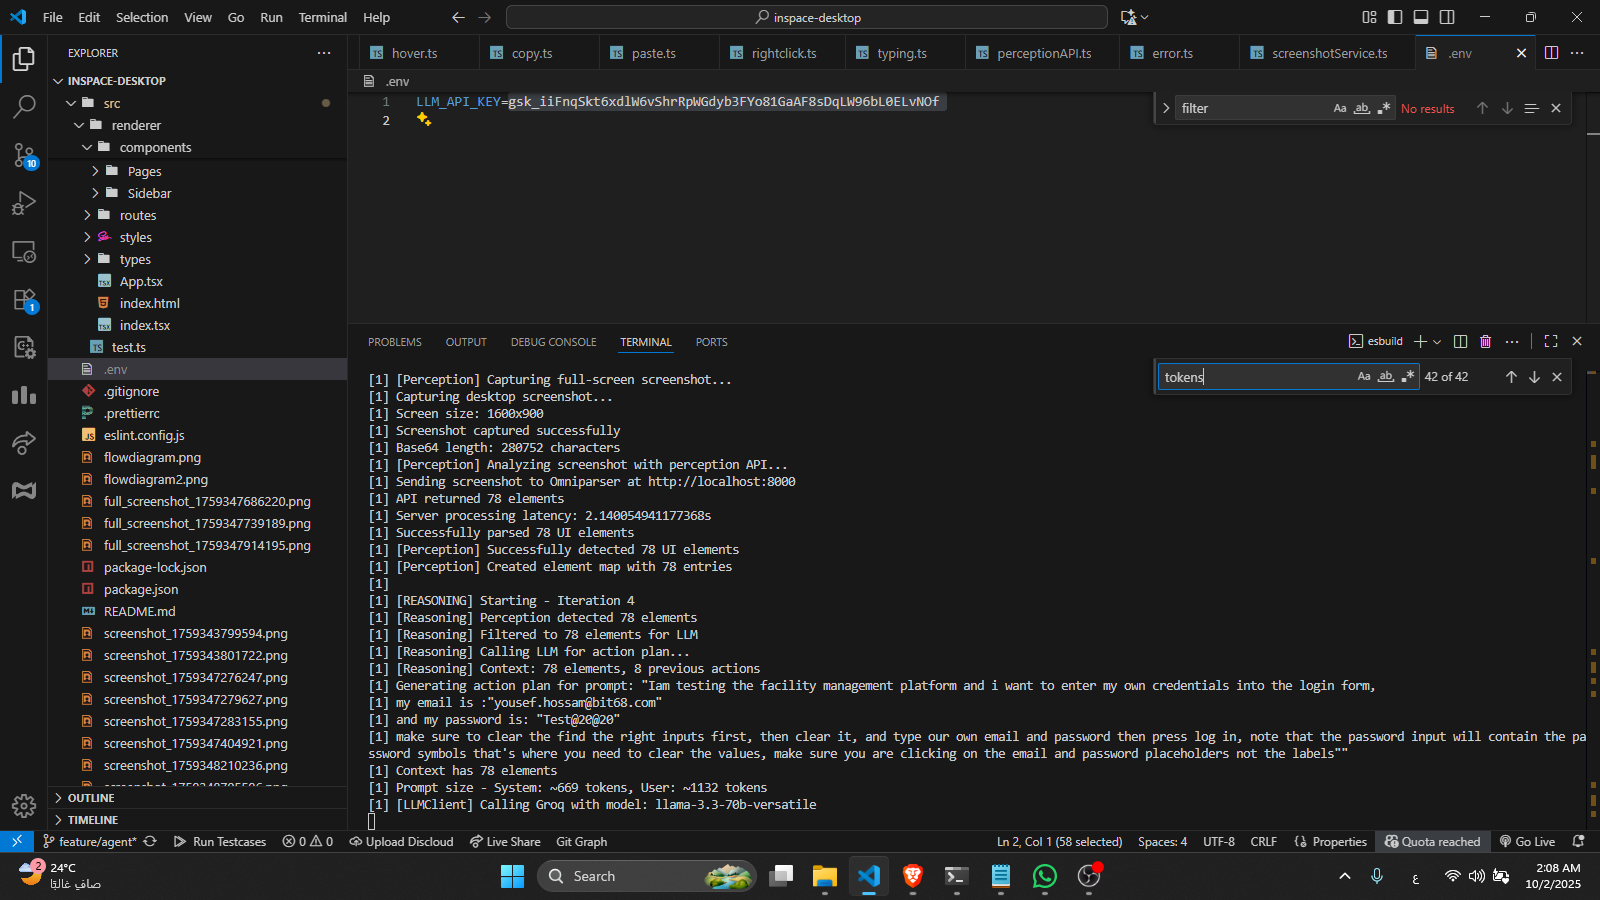 File Edit Selection View Go Run Terminal Help
inspace-desktop
EXPLORER
INSPACE-DESKTOP
src
renderer
components
Pages
Sidebar
routes
styles
types
App.tsx
index.html
index.tsx
test.ts
.env
.gitignore
.prettierrc
eslint.config.js
flowdiagram.png
flowdiagram2.png
full_screenshot_1759347686220.png
full_screenshot_1759347739189.png
full_screenshot_1759347914195.png
package-lock.json
package.json
README.md
screenshot_1759343799594.png
screenshot_1759343801722.png
screenshot_1759347276247.png
screenshot_1759347279627.png
screenshot_1759347283155.png
screenshot_1759347404921.png
screenshot_1759348210236.png
OUTLINE
TIMELINE
10
1
hover.ts copy.ts paste.ts rightclick.ts typing.ts perceptionAPI.ts error.ts screenshotService.ts .env
.env
1 LLM_API_KEY=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
2
filter Aa ab No results
PROBLEMS OUTPUT DEBUG CONSOLE TERMINAL PORTS
esbuild
tokens Aa ab 42 of 42
[1] [Perception] Capturing full-screen screenshot...
[1] Capturing desktop screenshot...
[1] Screen size: 1600x900
[1] Screenshot captured successfully
[1] Base64 length: 280752 characters
[1] [Perception] Analyzing screenshot with perception API...
[1] Sending screenshot to Omniparser at http://localhost:8000
[1] API returned 78 elements
[1] Server processing latency: 2.140054941177368s
[1] Successfully parsed 78 UI elements
[1] [Perception] Successfully detected 78 UI elements
[1] [Perception] Created element map with 78 entries
[1]
[1] [REASONING] Starting - Iteration 4
[1] [Reasoning] Perception detected 78 elements
[1] [Reasoning] Filtered to 78 elements for LLM
[1] [Reasoning] Calling LLM for action plan...
[1] [Reasoning] Context: 78 elements, 8 previous actions
[1] Generating action plan for prompt: "Iam testing the facility management platform and i want to enter my own credentials into the login form,
[1] my email is :"yousef.hossam@bit68.com"
[1] and my password is: "Test@20@20"
[1] make sure to clear the find the right inputs first, then clear it, and type our own email and password then press log in, note that the password input will contain the pa
ssword symbols that's where you need to clear the values, make sure you are clicking on the email and password placeholders not the labels""
[1] Context has 78 elements
[1] Prompt size - System: ~669 tokens, User: ~1132 tokens
[1] [LLMClient] Calling Groq with model: llama-3.3-70b-versatile
feature/agent* Run Testcases 0 0 Upload Discloud Live Share Git Graph
Ln 2, Col 1 (58 selected) Spaces: 4 UTF-8 CRLF Properties Quota reached Go Live
2
24°C
صافي غالبًا
Search
ع
2:08 AM
10/2/2025